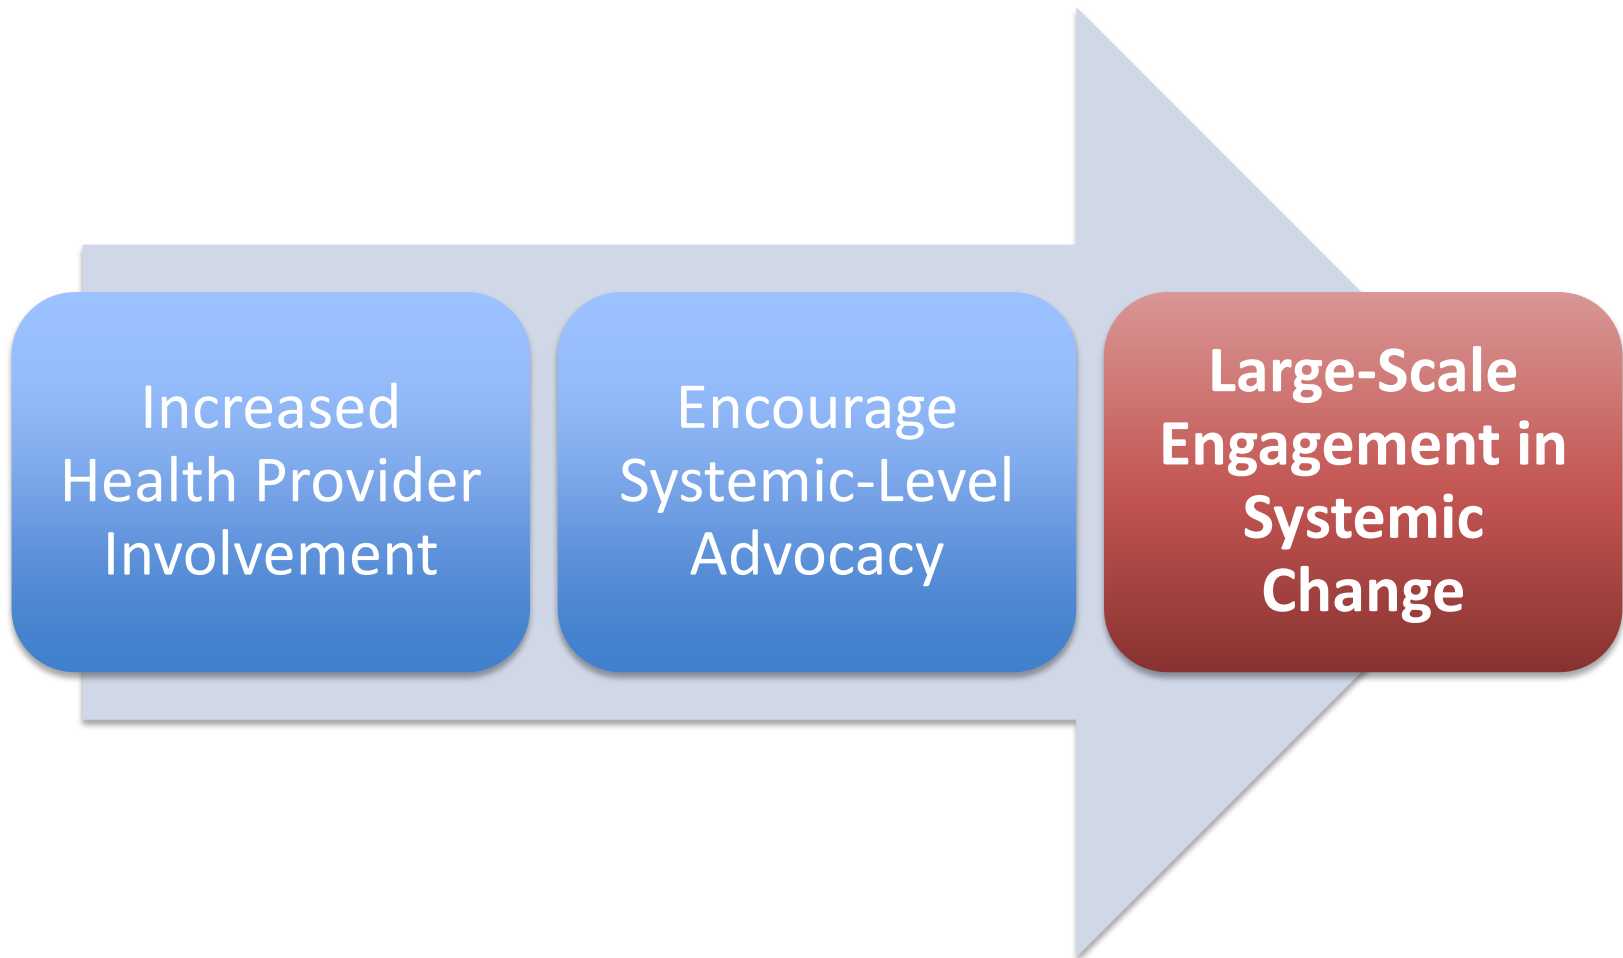 Increased
Health Provider
Involvement
Encourage
Systemic-Level
Advocacy
Large-Scale
Engagement in
Systemic
Change